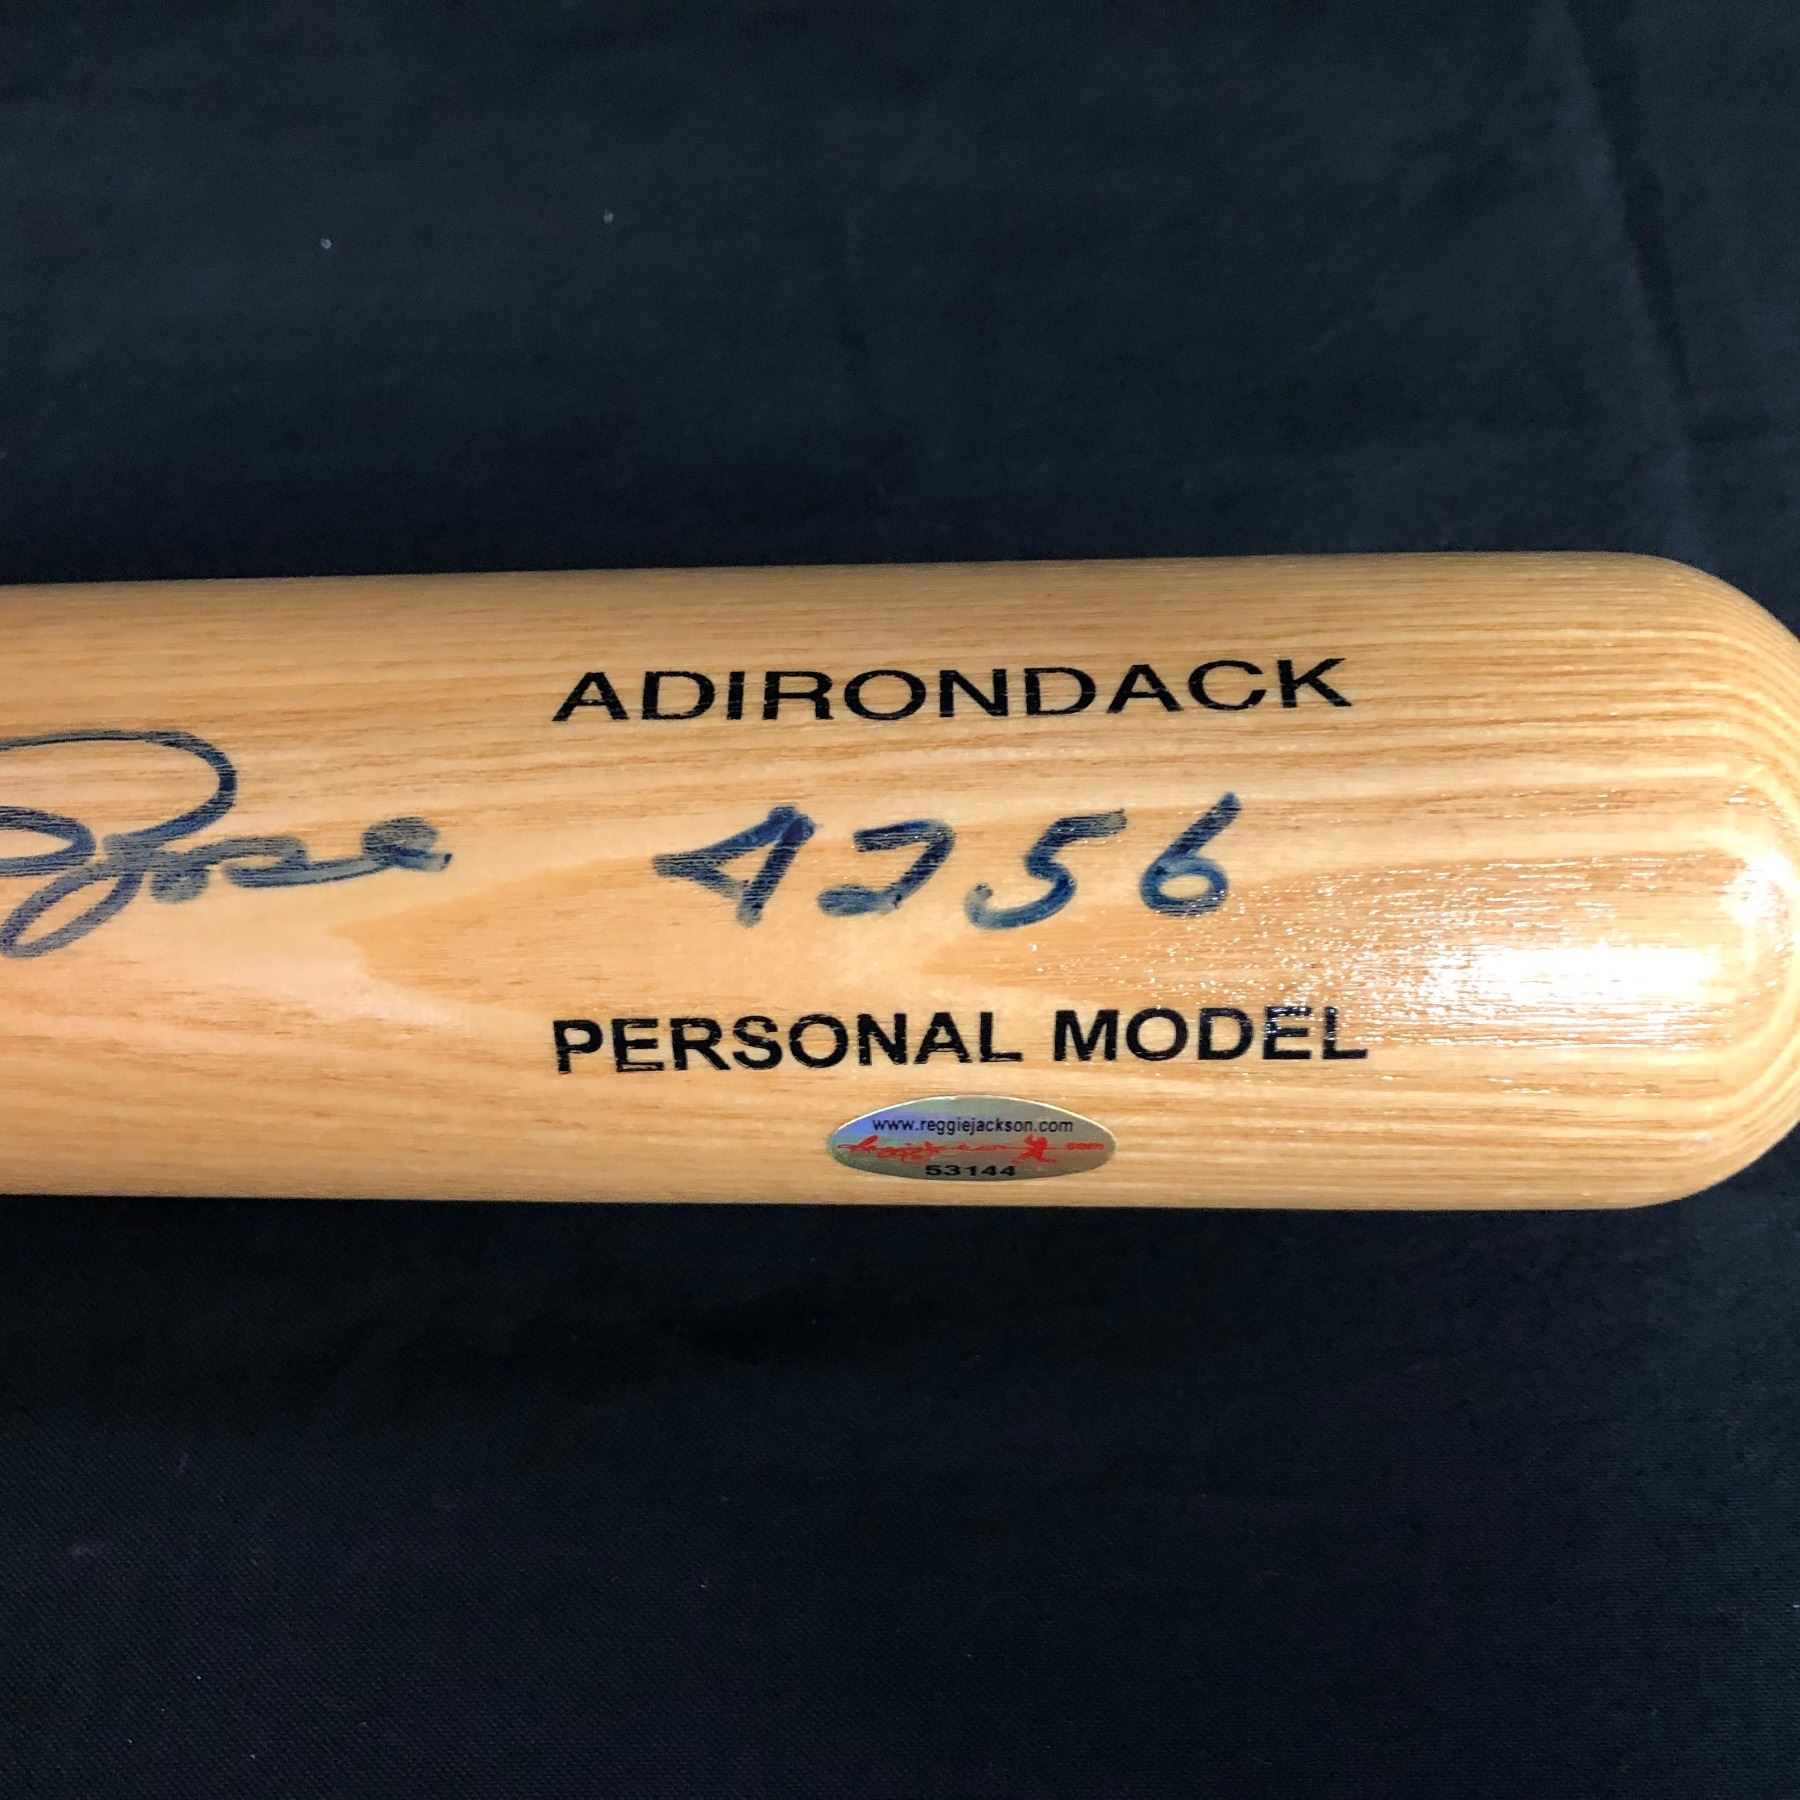 ADIRONDACK
Rose 4256
PERSONAL MODEL
www.reggiejackson.com
53144